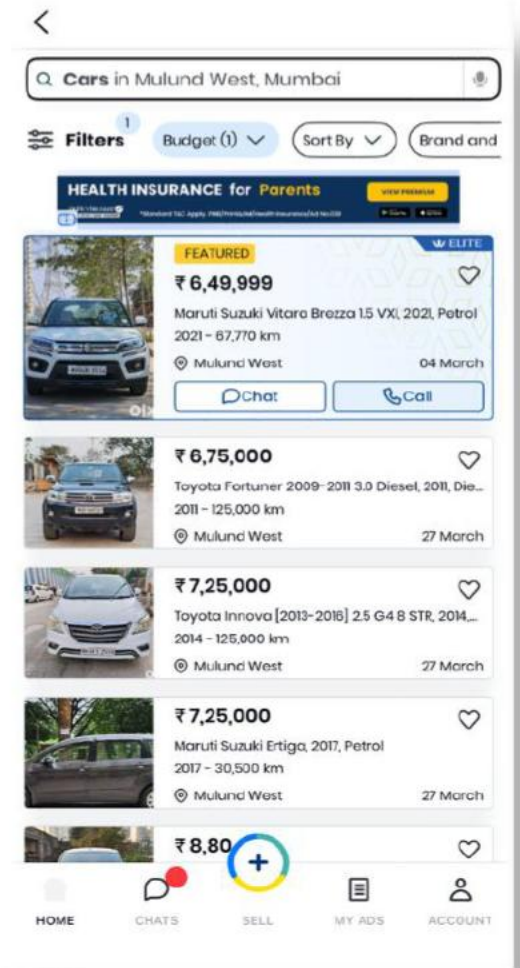 Cars in Mulund West, Mumbai
1
Filters
Budget (1)
Sort By
Brand and
HEALTH INSURANCE for Parents
VIEW PREMIUM
FEATURED
ELITE
₹ 6,49,999
Maruti Suzuki Vitara Brezza 1.5 VXI, 2021, Petrol
2021 - 67,770 km
Mulund West
04 March
Chat
Call
₹ 6,75,000
Toyota Fortuner 2009-2011 3.0 Diesel, 2011, Die...
2011 - 125,000 km
Mulund West
27 March
₹ 7,25,000
Toyota Innova [2013-2016] 2.5 G4 8 STR, 2014,...
2014 - 125,000 km
Mulund West
27 March
₹ 7,25,000
Maruti Suzuki Ertiga, 2017, Petrol
2017 - 30,500 km
Mulund West
27 March
₹ 8,80
HOME
CHATS
SELL
MY ADS
ACCOUNT